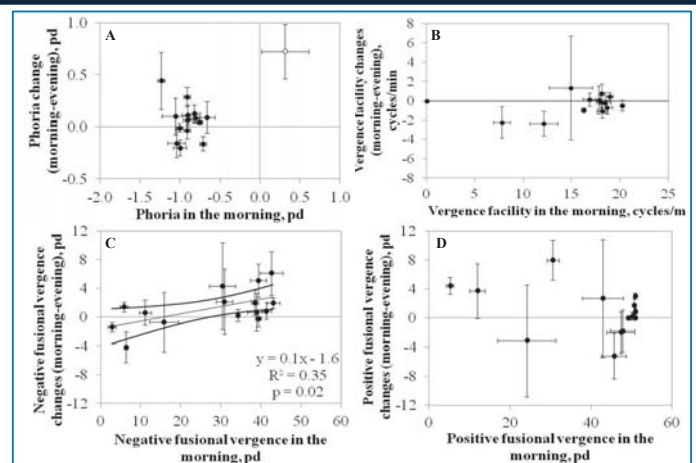 A
Phoria change
(morning-evening), pd
1.0
0.5
0.0
-0.5
-2.0 -1.5 -1.0 -0.5 0.0 0.5 1.0
Phoria in the morning, pd
B
Vergence facility changes
(morning-evening),
cycles/min
8
6
4
2
0
-2
-4
-6
-8
0 5 10 15 20 25
Vergence facility in the morning, cycles/m
C
Negative fusional vergence
changes (morning-evening), pd
12
8
4
0
-4
-8
-12
0 10 20 30 40 50 60
y = 0.1x - 1.6
R² = 0.35
p = 0.02
Negative fusional vergence in the
morning, pd
D
Positive fusional vergence
changes (morning-evening), pd
12
8
4
0
-4
-8
-12
0 20 40 60
Positive fusional vergence in the
morning, pd